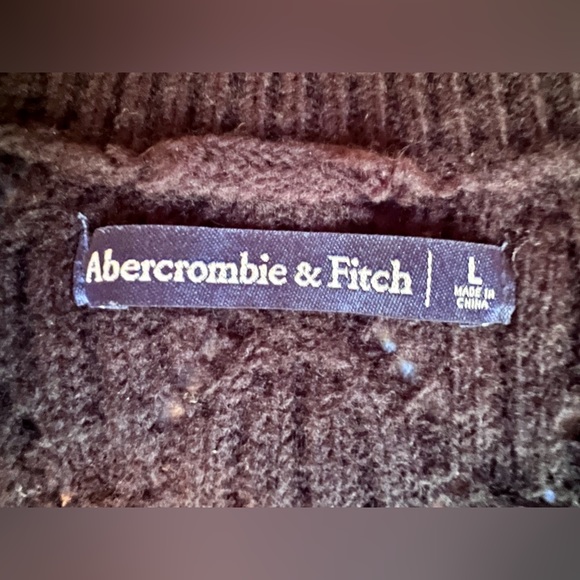 Abercrombie & Fitch
L
MADE IN
CHINA